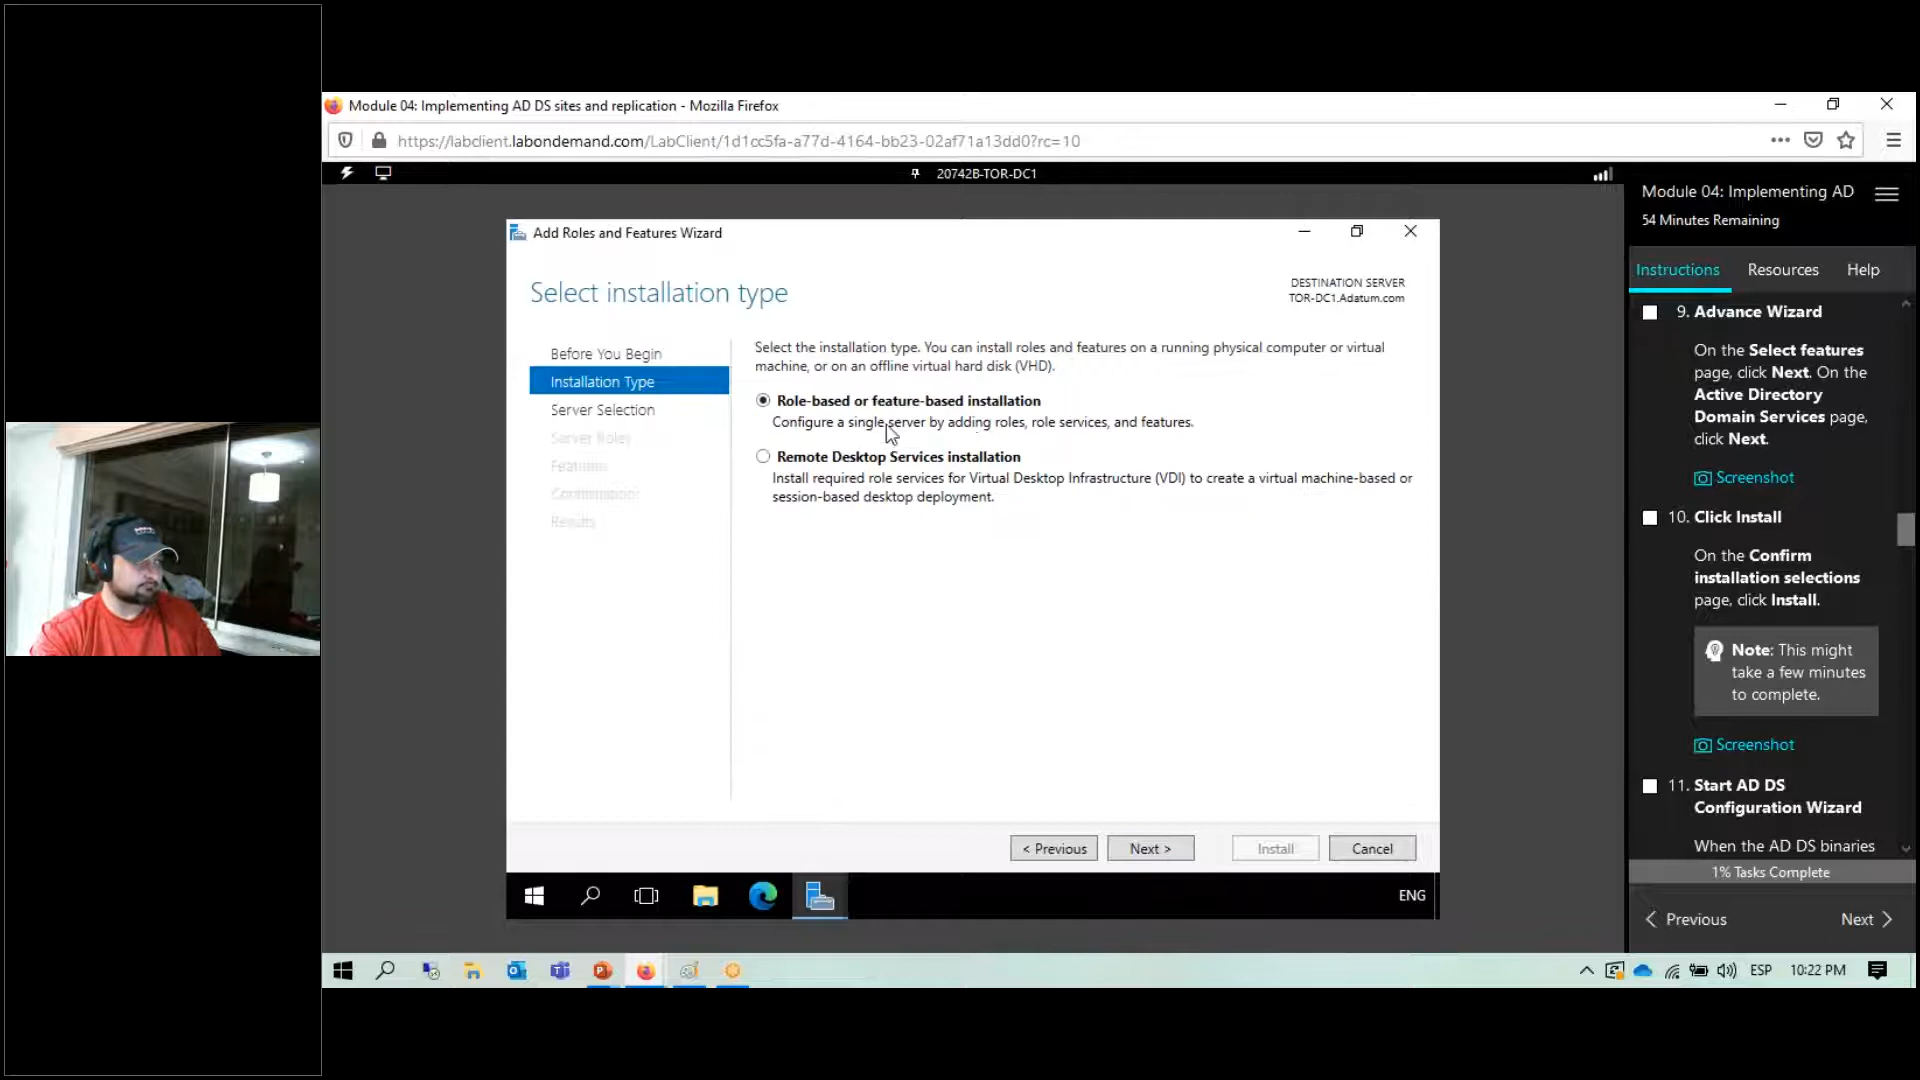 Module 04: Implementing AD DS sites and replication - Mozilla Firefox
https://labclient.labondemand.com/LabClient/1d1cc5fa-a77d-4164-bb23-02af71a13dd0?rc=10
20742B-TOR-DC1
Add Roles and Features Wizard
Select installation type
DESTINATION SERVER
TOR-DC1.Adatum.com
Before You Begin
Installation Type
Server Selection
Server Roles
Features
Confirmation
Results
Select the installation type. You can install roles and features on a running physical computer or virtual
machine, or on an offline virtual hard disk (VHD).
Role-based or feature-based installation
Configure a single server by adding roles, role services, and features.
Remote Desktop Services installation
Install required role services for Virtual Desktop Infrastructure (VDI) to create a virtual machine-based or
session-based desktop deployment.
< Previous
Next >
Install
Cancel
ENG
Module 04: Implementing AD
54 Minutes Remaining
Instructions
Resources
Help
9. Advance Wizard
On the Select features
page, click Next. On the
Active Directory
Domain Services page,
click Next.
Screenshot
10. Click Install
On the Confirm
installation selections
page, click Install.
Note: This might
take a few minutes
to complete.
Screenshot
11. Start AD DS
Configuration Wizard
When the AD DS binaries
1% Tasks Complete
Previous
Next
ESP
10:22 PM